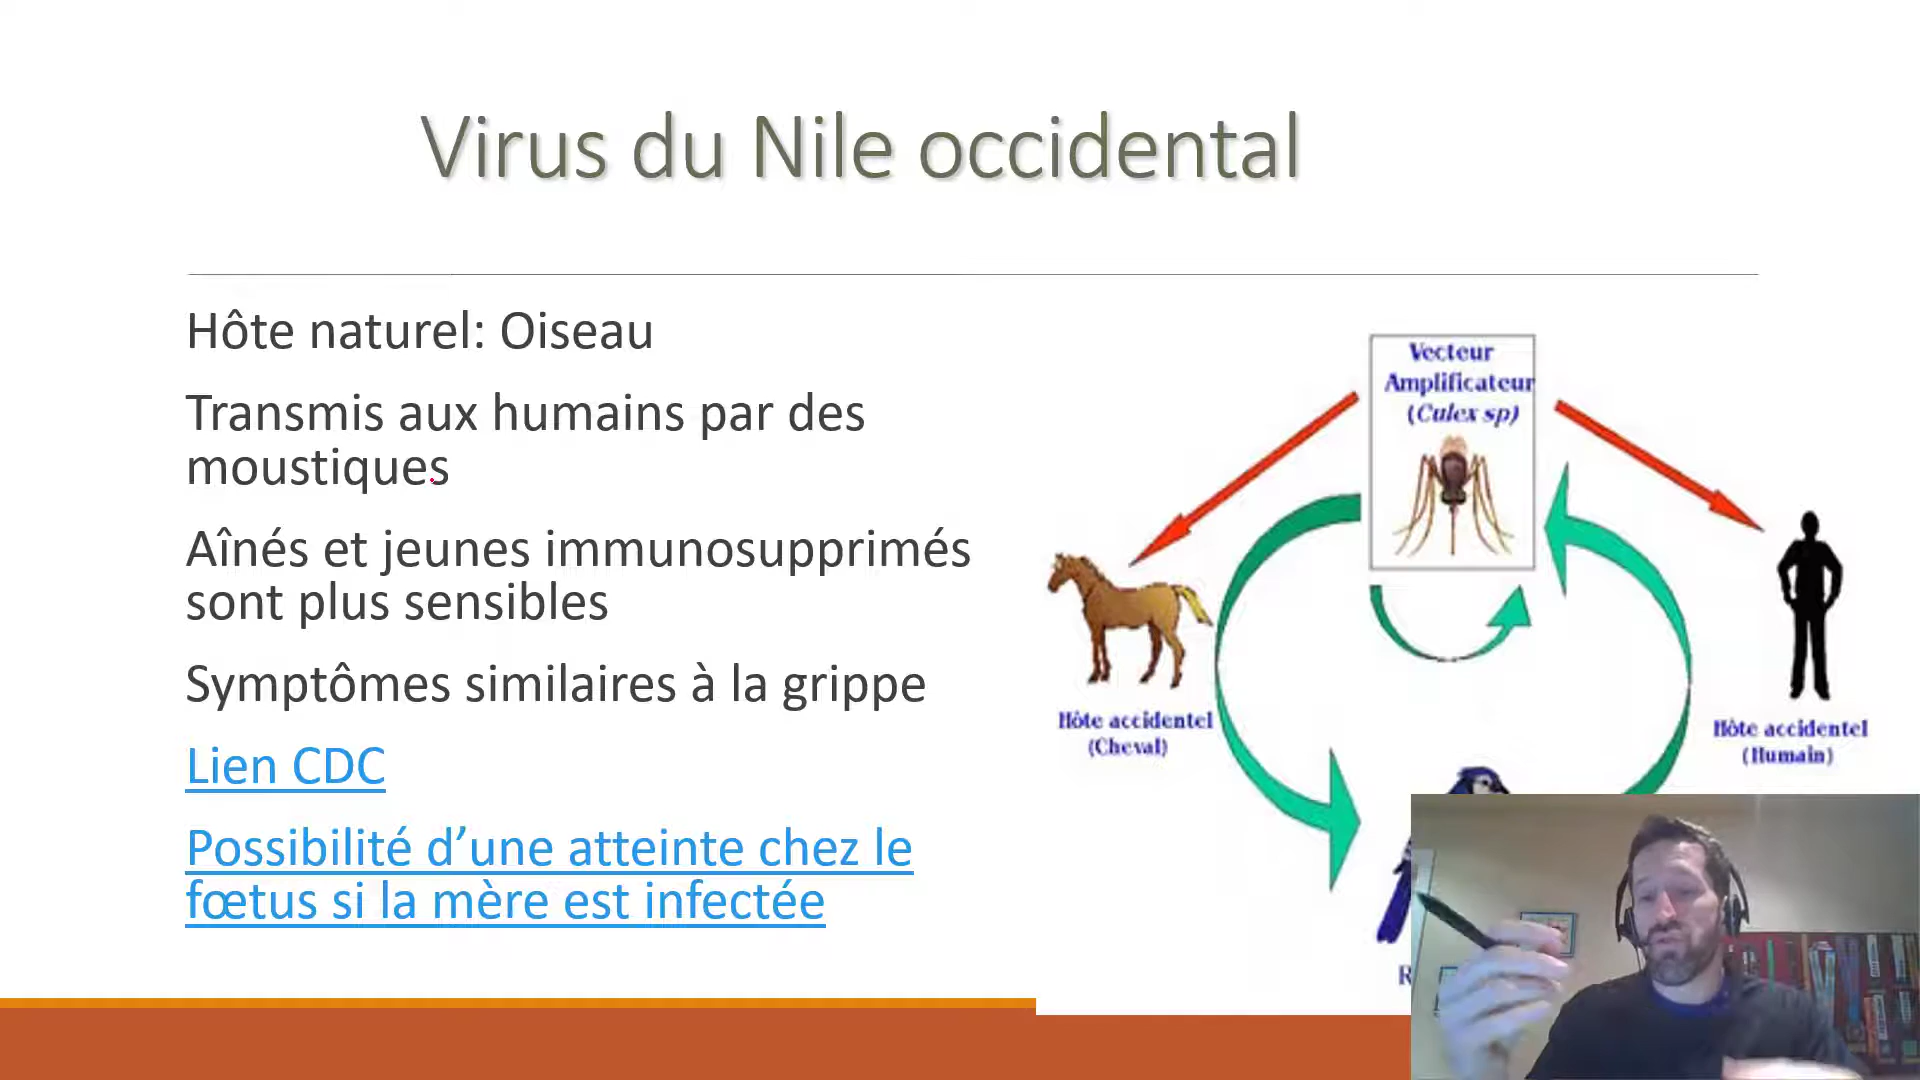 Virus du Nile occidental
Hôte naturel: Oiseau
Transmis aux humains par des
moustiques
Aînés et jeunes immunosupprimés
sont plus sensibles
Symptômes similaires à la grippe
Lien CDC
Possibilité d’une atteinte chez le
fœtus si la mère est infectée
Vecteur
Amplificateur
(Culex sp)
Hôte accidentel
(Cheval)
Hôte accidentel
(Humain)